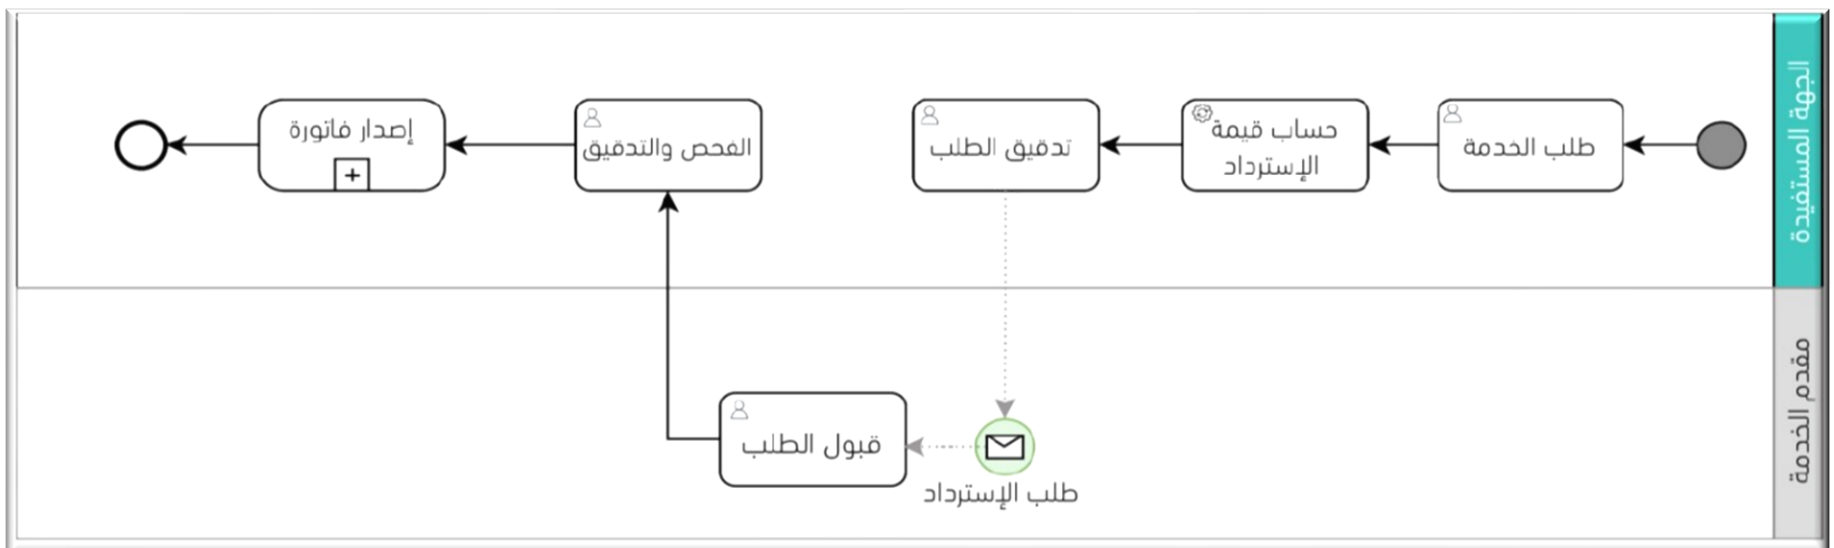 الجهة المستفيدة
طلب الخدمة
حساب قيمة
الإسترداد
تدقيق الطلب
الفحص والتدقيق
إصدار فاتورة
مقدم الخدمة
طلب الإسترداد
قبول الطلب